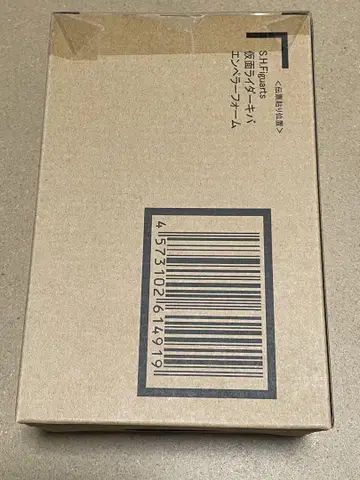 <伝票貼り位置>
S.H.Figuarts
仮面ライダーキバ
エンペラーフォーム
4573102614919